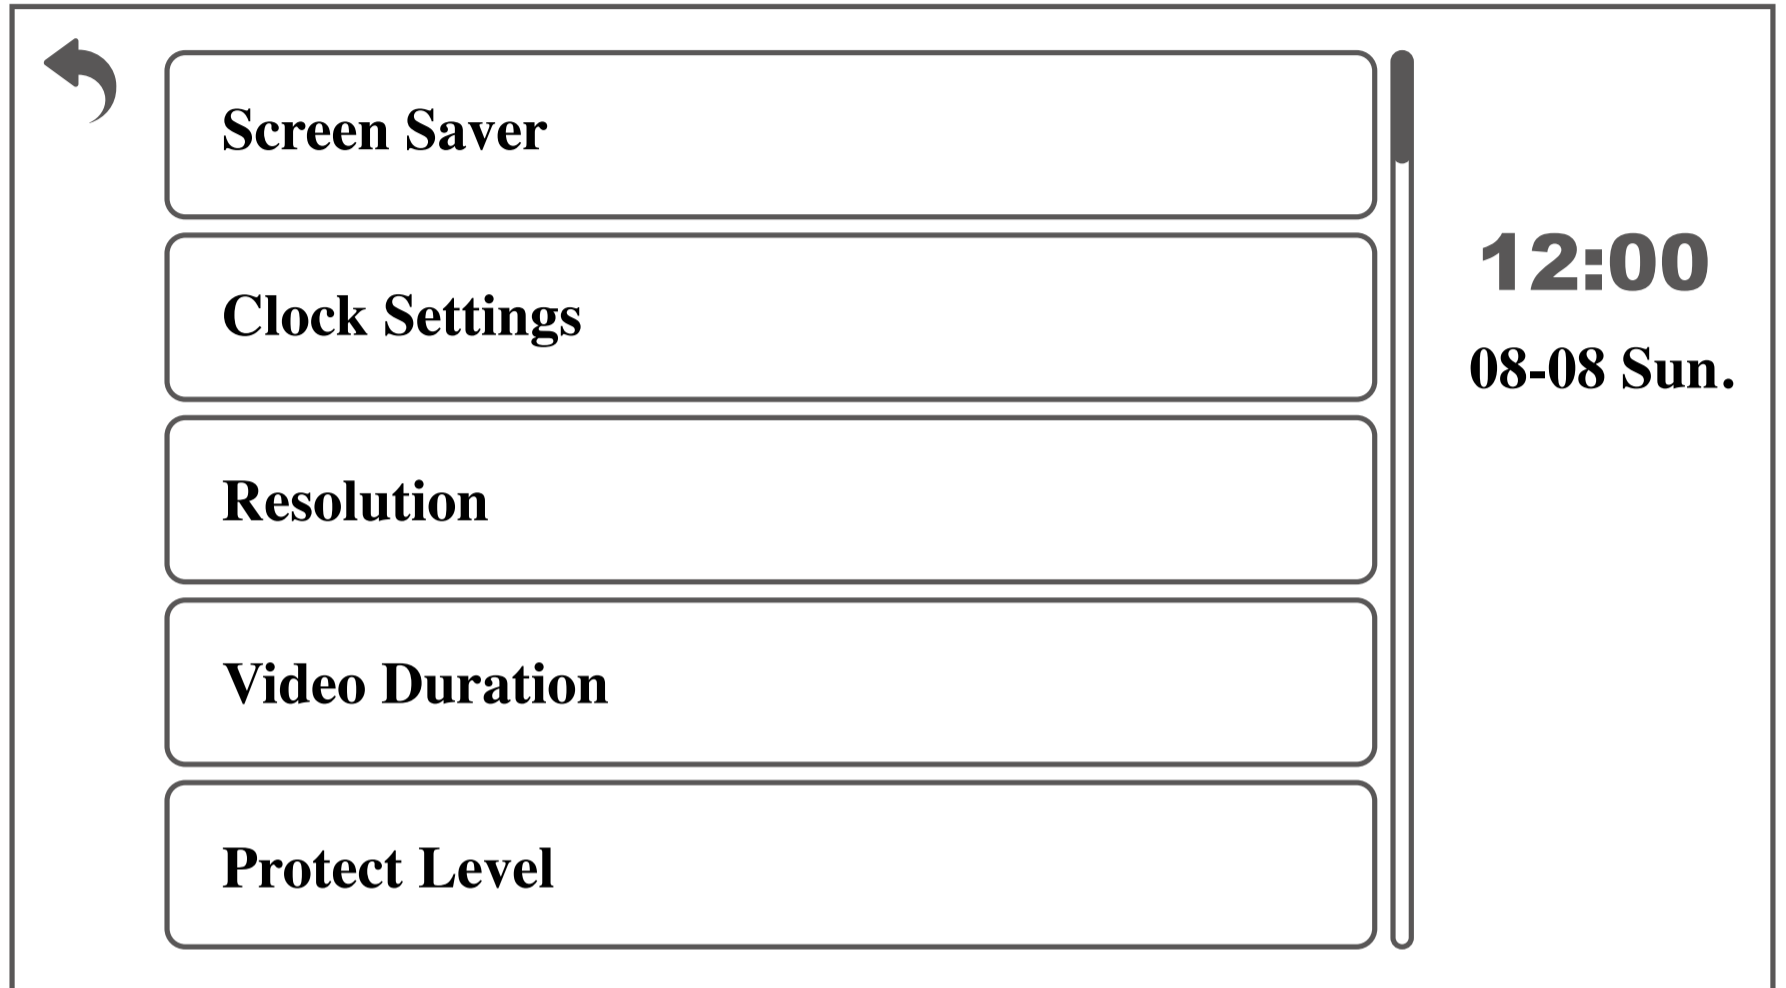 Screen Saver
Clock Settings
Resolution
Video Duration
Protect Level
12:00
08-08 Sun.